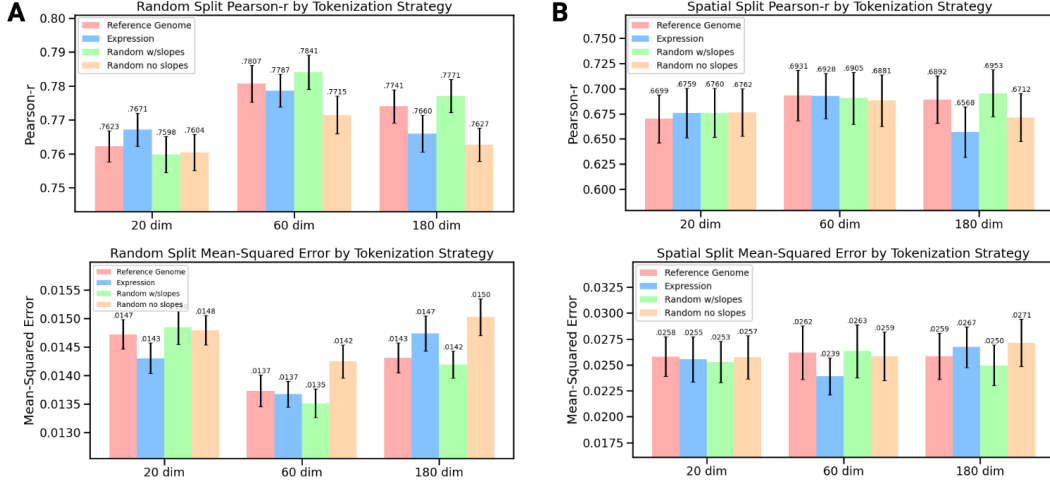 A
Random Split Pearson-r by Tokenization Strategy
Reference Genome
Expression
Random w/slopes
Random no slopes
Pearson-r
0.80
0.79
0.78
0.77
0.76
0.75
.7623
.7671
.7598
.7604
.7807
.7787
.7841
.7715
.7741
.7660
.7771
.7627
20 dim
60 dim
180 dim
B
Spatial Split Pearson-r by Tokenization Strategy
Reference Genome
Expression
Random w/slopes
Random no slopes
Pearson-r
0.750
0.725
0.700
0.675
0.650
0.625
0.600
.6699
.6759
.6760
.6762
.6931
.6928
.6905
.6881
.6892
.6568
.6953
.6712
20 dim
60 dim
180 dim
Random Split Mean-Squared Error by Tokenization Strategy
Reference Genome
Expression
Random w/slopes
Random no slopes
Mean-Squared Error
0.0155
0.0150
0.0145
0.0140
0.0135
0.0130
.0147
.0143
.0148
.0137
.0137
.0135
.0142
.0143
.0147
.0142
.0150
20 dim
60 dim
180 dim
Spatial Split Mean-Squared Error by Tokenization Strategy
Reference Genome
Expression
Random w/slopes
Random no slopes
Mean-Squared Error
0.0325
0.0300
0.0275
0.0250
0.0225
0.0200
0.0175
.0258
.0255
.0253
.0257
.0262
.0239
.0263
.0259
.0259
.0267
.0250
.0271
20 dim
60 dim
180 dim